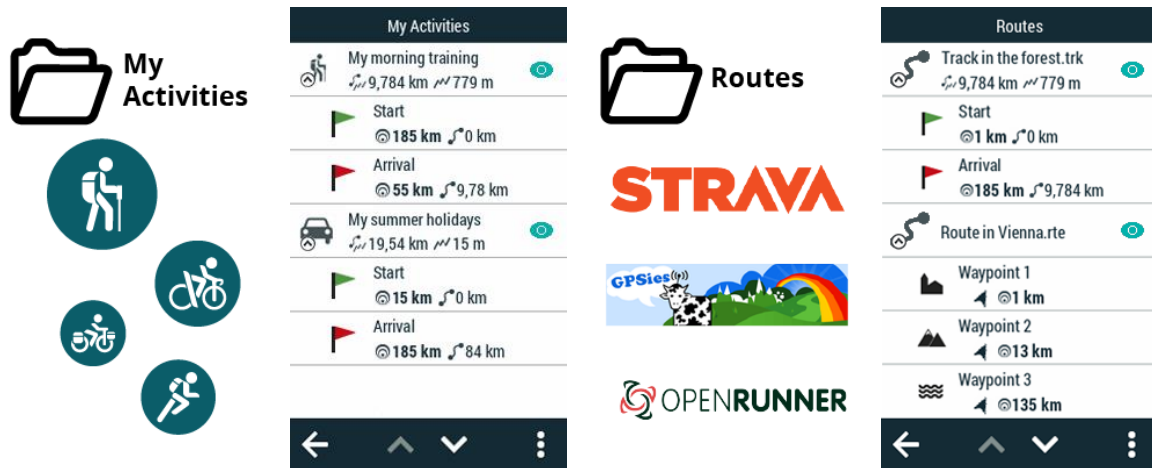 My
Activities
My Activities
My morning training
9,784 km 779 m
Start
185 km 0 km
Arrival
55 km 9,78 km
My summer holidays
19,54 km 15 m
Start
15 km 0 km
Arrival
185 km 84 km
Routes
STRAVA
GPSies
OPENRUNNER
Routes
Track in the forest.trk
9,784 km 779 m
Start
1 km 0 km
Arrival
185 km 9,784 km
Route in Vienna.rte
Waypoint 1
1 km
Waypoint 2
13 km
Waypoint 3
135 km